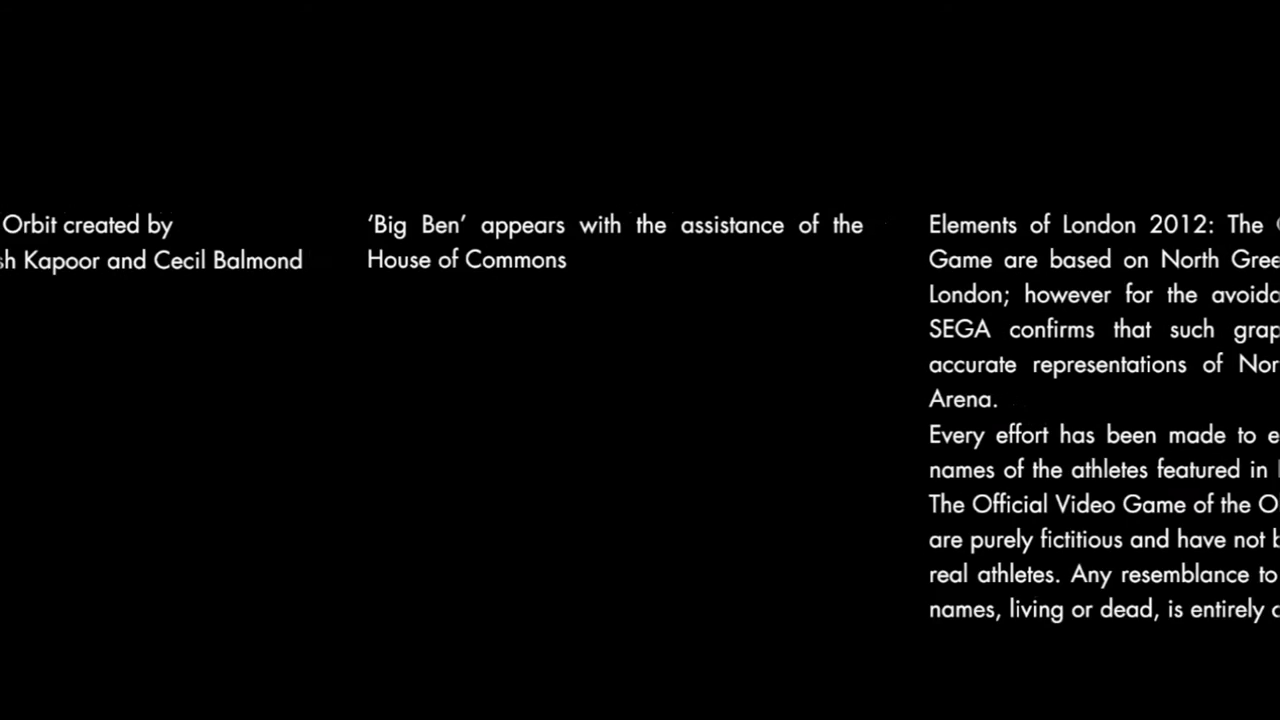 Orbit created by
Kapoor and Cecil Balmond
‘Big Ben’ appears with the assistance of the
House of Commons
Elements of London 2012: The
Game are based on North
London; however for the
SEGA confirms that such
accurate representations of
Arena.
Every effort has been made to
names of the athletes featured in
The Official Video Game of the
are purely fictitious and have not
real athletes. Any resemblance to
names, living or dead, is entirely